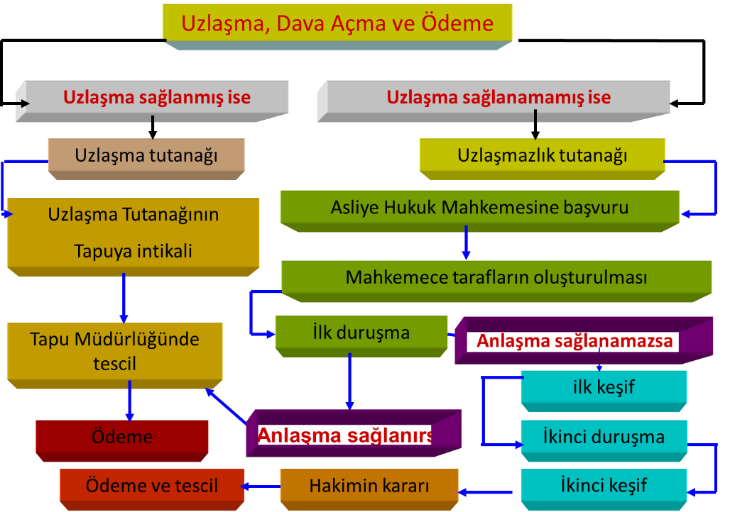 Uzlaşma, Dava Açma ve Ödeme
Uzlaşma sağlanmış ise
Uzlaşma sağlanamamış ise
Uzlaşma tutanağı
Uzlaşmazlık tutanağı
Uzlaşma Tutanağının
Tapuya intikali
Asliye Hukuk Mahkemesine başvuru
Mahkemece tarafların oluşturulması
Tapu Müdürlüğünde
tescil
İlk duruşma
Anlaşma sağlanamazsa
ilk keşif
Ödeme
Anlaşma sağlanırs
İkinci duruşma
Ödeme ve tescil
Hakimin kararı
İkinci keşif